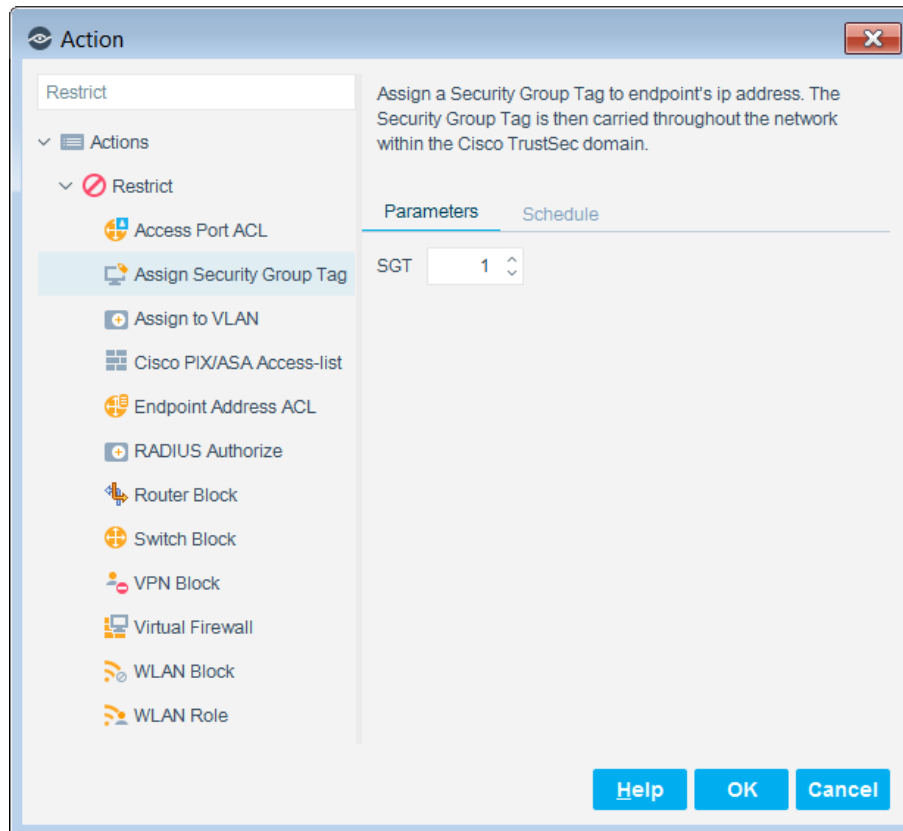 Action
Restrict
Actions
Restrict
Access Port ACL
Assign Security Group Tag
Assign to VLAN
Cisco PIX/ASA Access-list
Endpoint Address ACL
RADIUS Authorize
Router Block
Switch Block
VPN Block
Virtual Firewall
WLAN Block
WLAN Role
Assign a Security Group Tag to endpoint's ip address. The
Security Group Tag is then carried throughout the network
within the Cisco TrustSec domain.
Parameters Schedule
SGT 1
Help OK Cancel